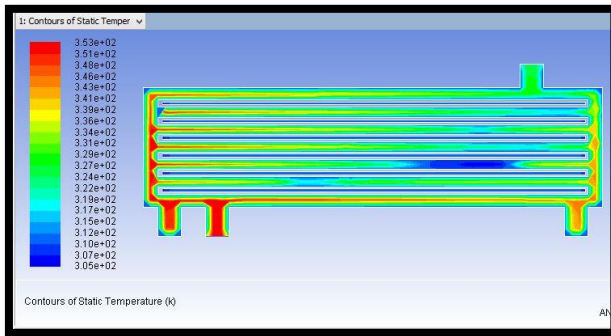 1: Contours of Static Temper
3.53e+02
3.51e+02
3.48e+02
3.46e+02
3.43e+02
3.41e+02
3.39e+02
3.36e+02
3.34e+02
3.31e+02
3.29e+02
3.27e+02
3.24e+02
3.22e+02
3.19e+02
3.17e+02
3.15e+02
3.12e+02
3.10e+02
3.07e+02
3.05e+02
Contours of Static Temperature (k)
AN